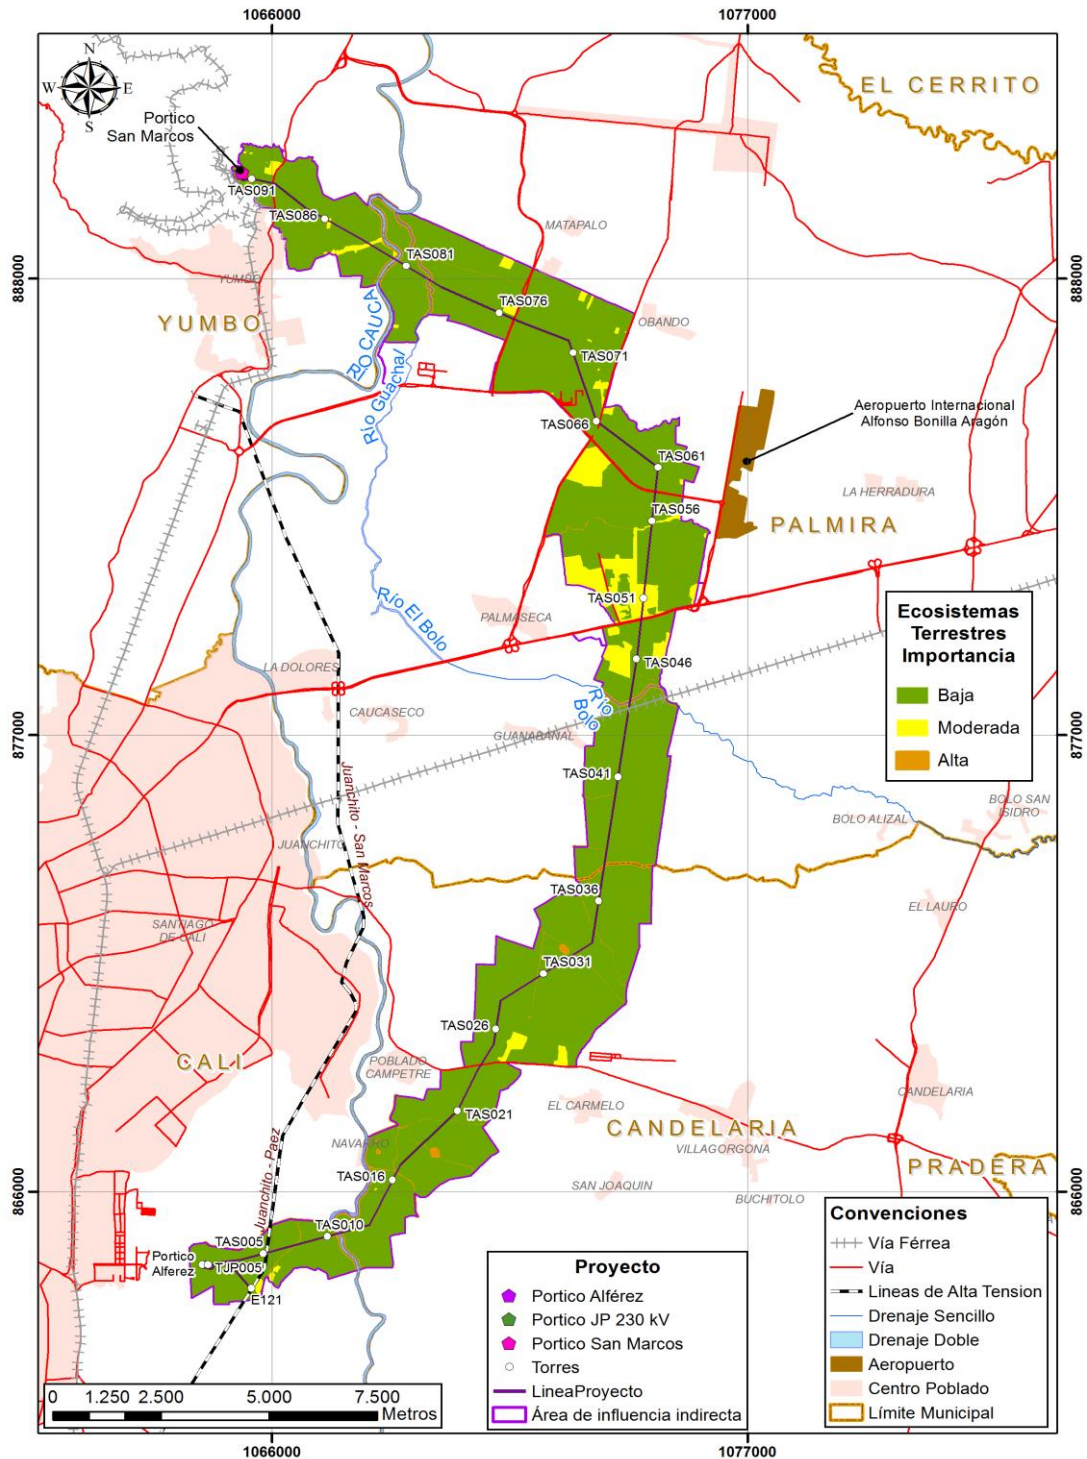 1066000
1077000
N
W E
S
EL CERRITO
Portico
San Marcos
TAS091
TAS086
MATAPALO
TAS081
888000
888000
YUMBO
TAS076
RIO CAUCA
YUMBO
OBANDO
TAS071
Río Guachal
Aeropuerto Internacional
Alfonso Bonilla Aragón
TAS066
TAS061
LA HERRADURA
TAS056
PALMIRA
TAS051
Río El Bolo
PALMASECA
Ecosistemas
Terrestres
Importancia
Baja
Moderada
Alta
TAS046
LA DOLORES
Río
Bolo
CAUCASECO
877000
877000
GUANABANAL
TAS041
Juanchito - San Marcos
BOLO SAN
ISIDRO
BOLO ALIZAL
JUANCHITO
TAS036
EL LAURO
SANTIAGO
DE CALI
TAS031
TAS026
CALI
POBLADO
CAMPETRE
CANDELARIA
EL CARMELO
TAS021
CANDELARIA
VILLAGORGONA
NAVARRO
Juanchito - Paez
PRADERA
TAS016
SAN JOAQUIN
866000
866000
BUCHITOLO
TAS010
TAS005
Portico
Alferez
TJP005
E121
Proyecto
Portico Alférez
Portico JP 230 kV
Portico San Marcos
Torres
LineaProyecto
Área de influencia indirecta
Convenciones
Vía Férrea
Vía
Lineas de Alta Tension
Drenaje Sencillo
Drenaje Doble
Aeropuerto
Centro Poblado
Límite Municipal
0 1.250 2.500 5.000 7.500
Metros
1066000
1077000